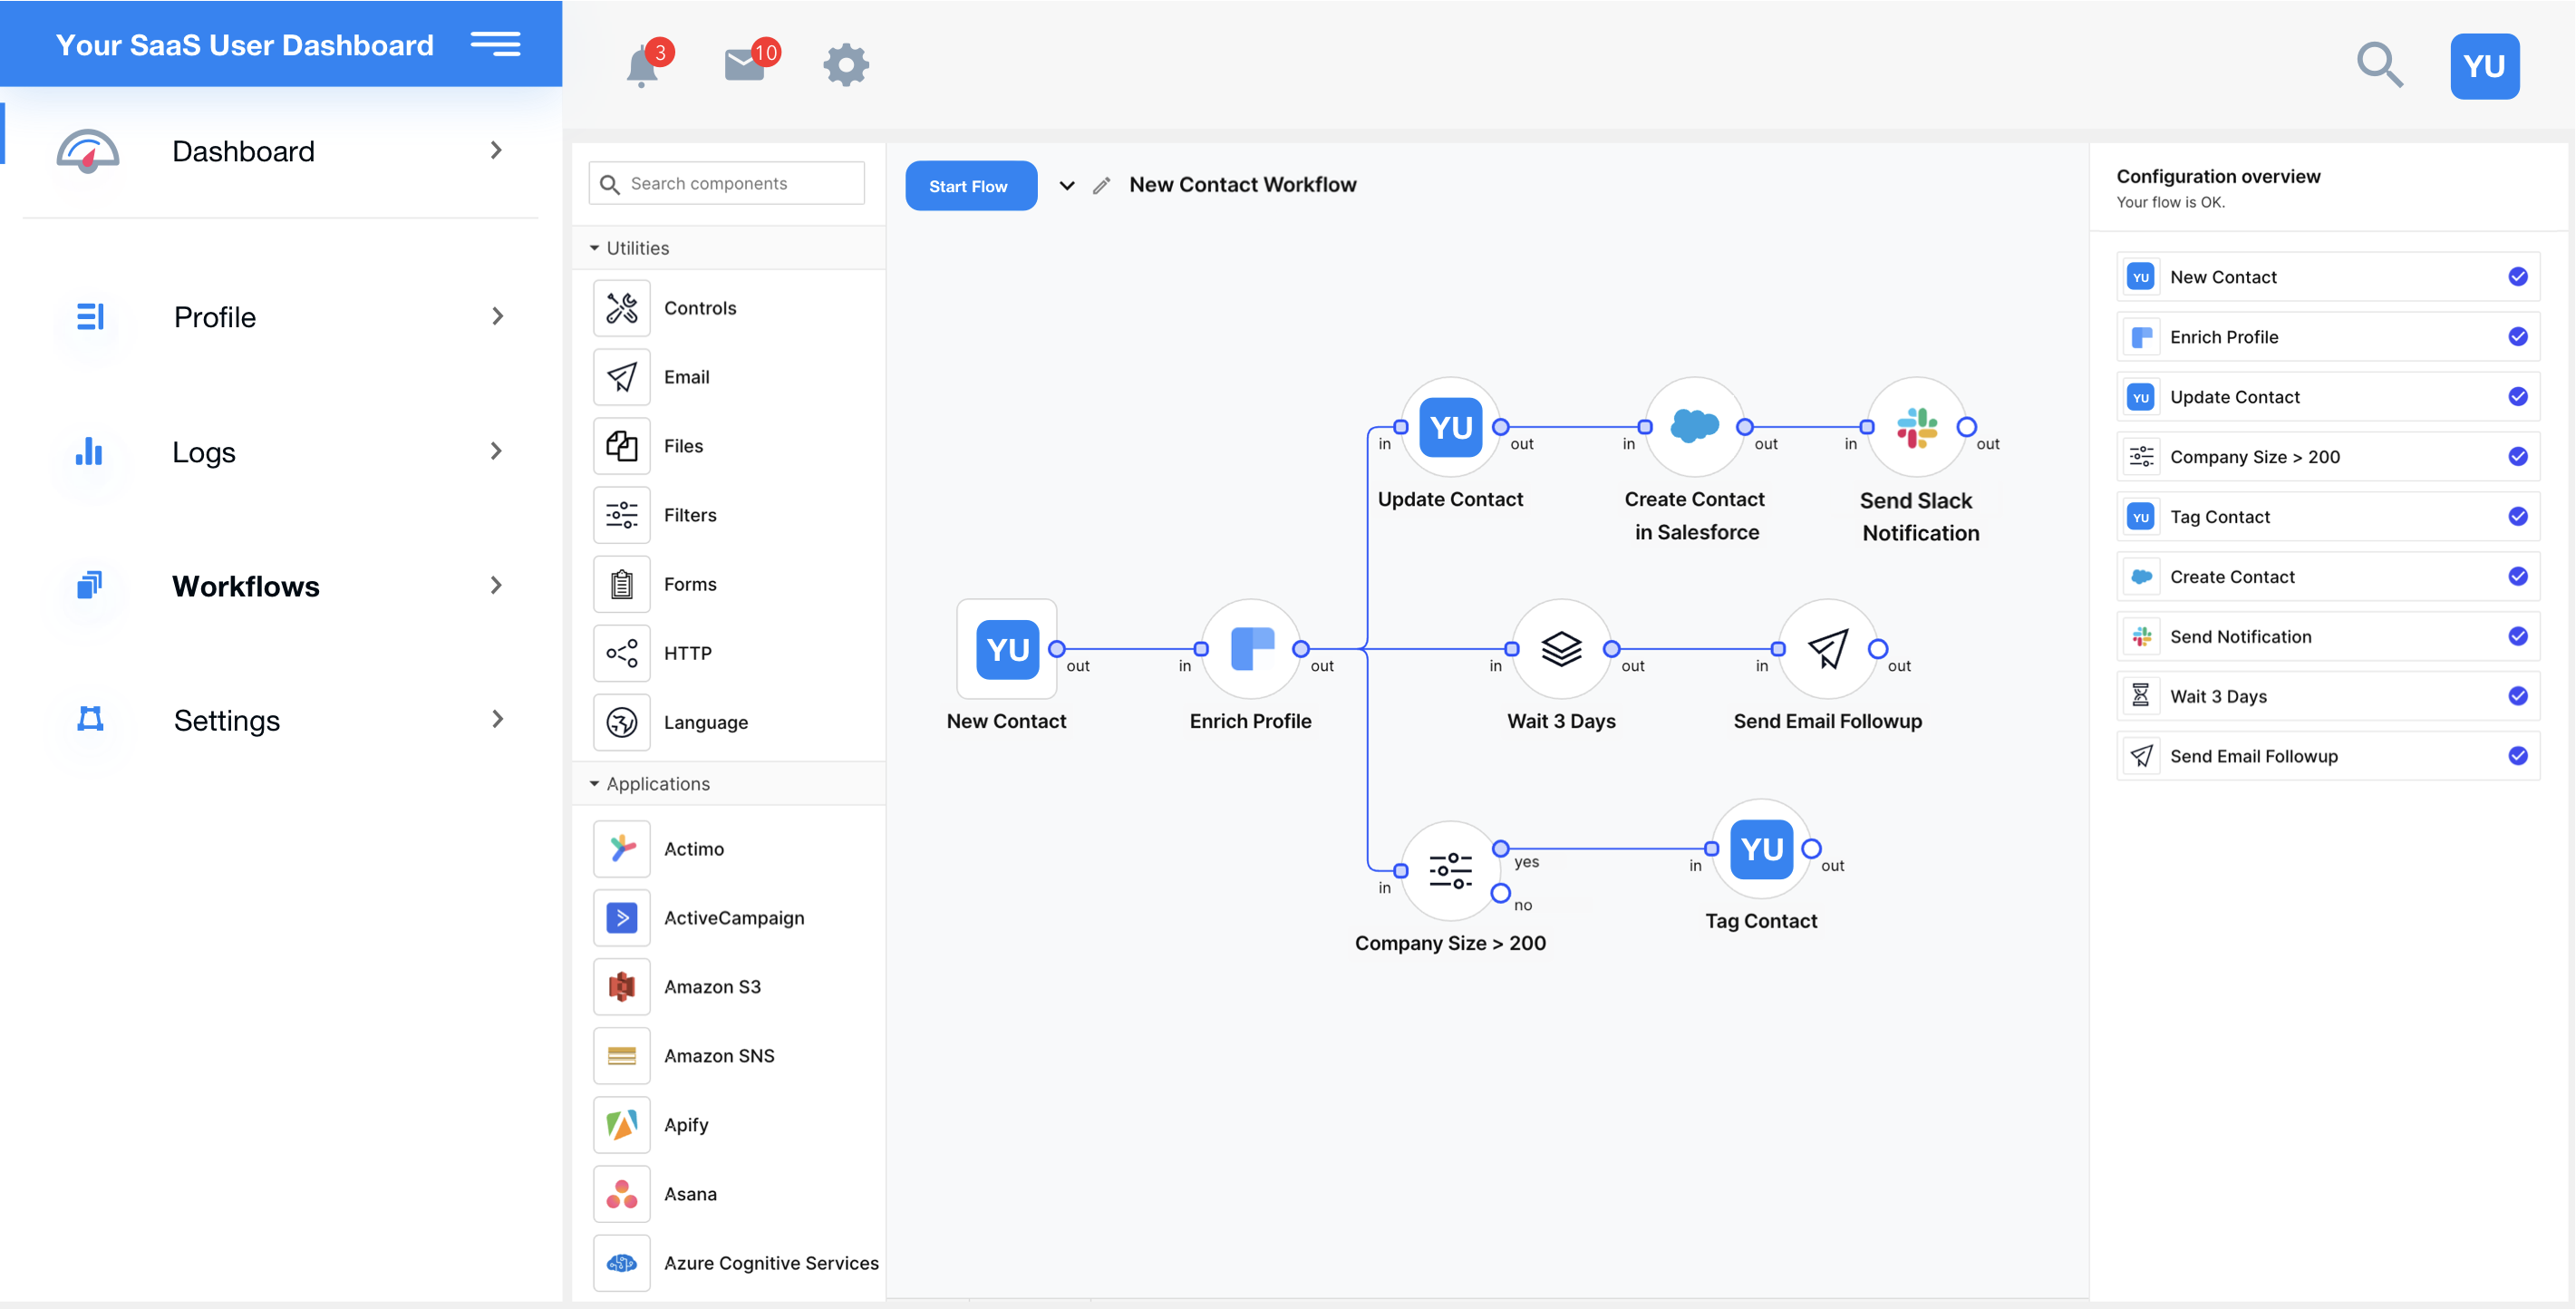 Your SaaS User Dashboard
3
10
YU
Dashboard
Profile
Logs
Workflows
Settings
Search components
Utilities
Controls
Email
Files
Filters
Forms
HTTP
Language
Applications
Actimo
ActiveCampaign
Amazon S3
Amazon SNS
Apify
Asana
Azure Cognitive Services
Start Flow
New Contact Workflow
in
YU
out
Update Contact
in
out
Create Contact
in Salesforce
in
out
Send Slack
Notification
YU
out
New Contact
in
out
Enrich Profile
in
out
Wait 3 Days
in
out
Send Email Followup
in
yes
no
Company Size > 200
in
YU
out
Tag Contact
Configuration overview
Your flow is OK.
YU New Contact
Enrich Profile
YU Update Contact
Company Size > 200
YU Tag Contact
Create Contact
Send Notification
Wait 3 Days
Send Email Followup